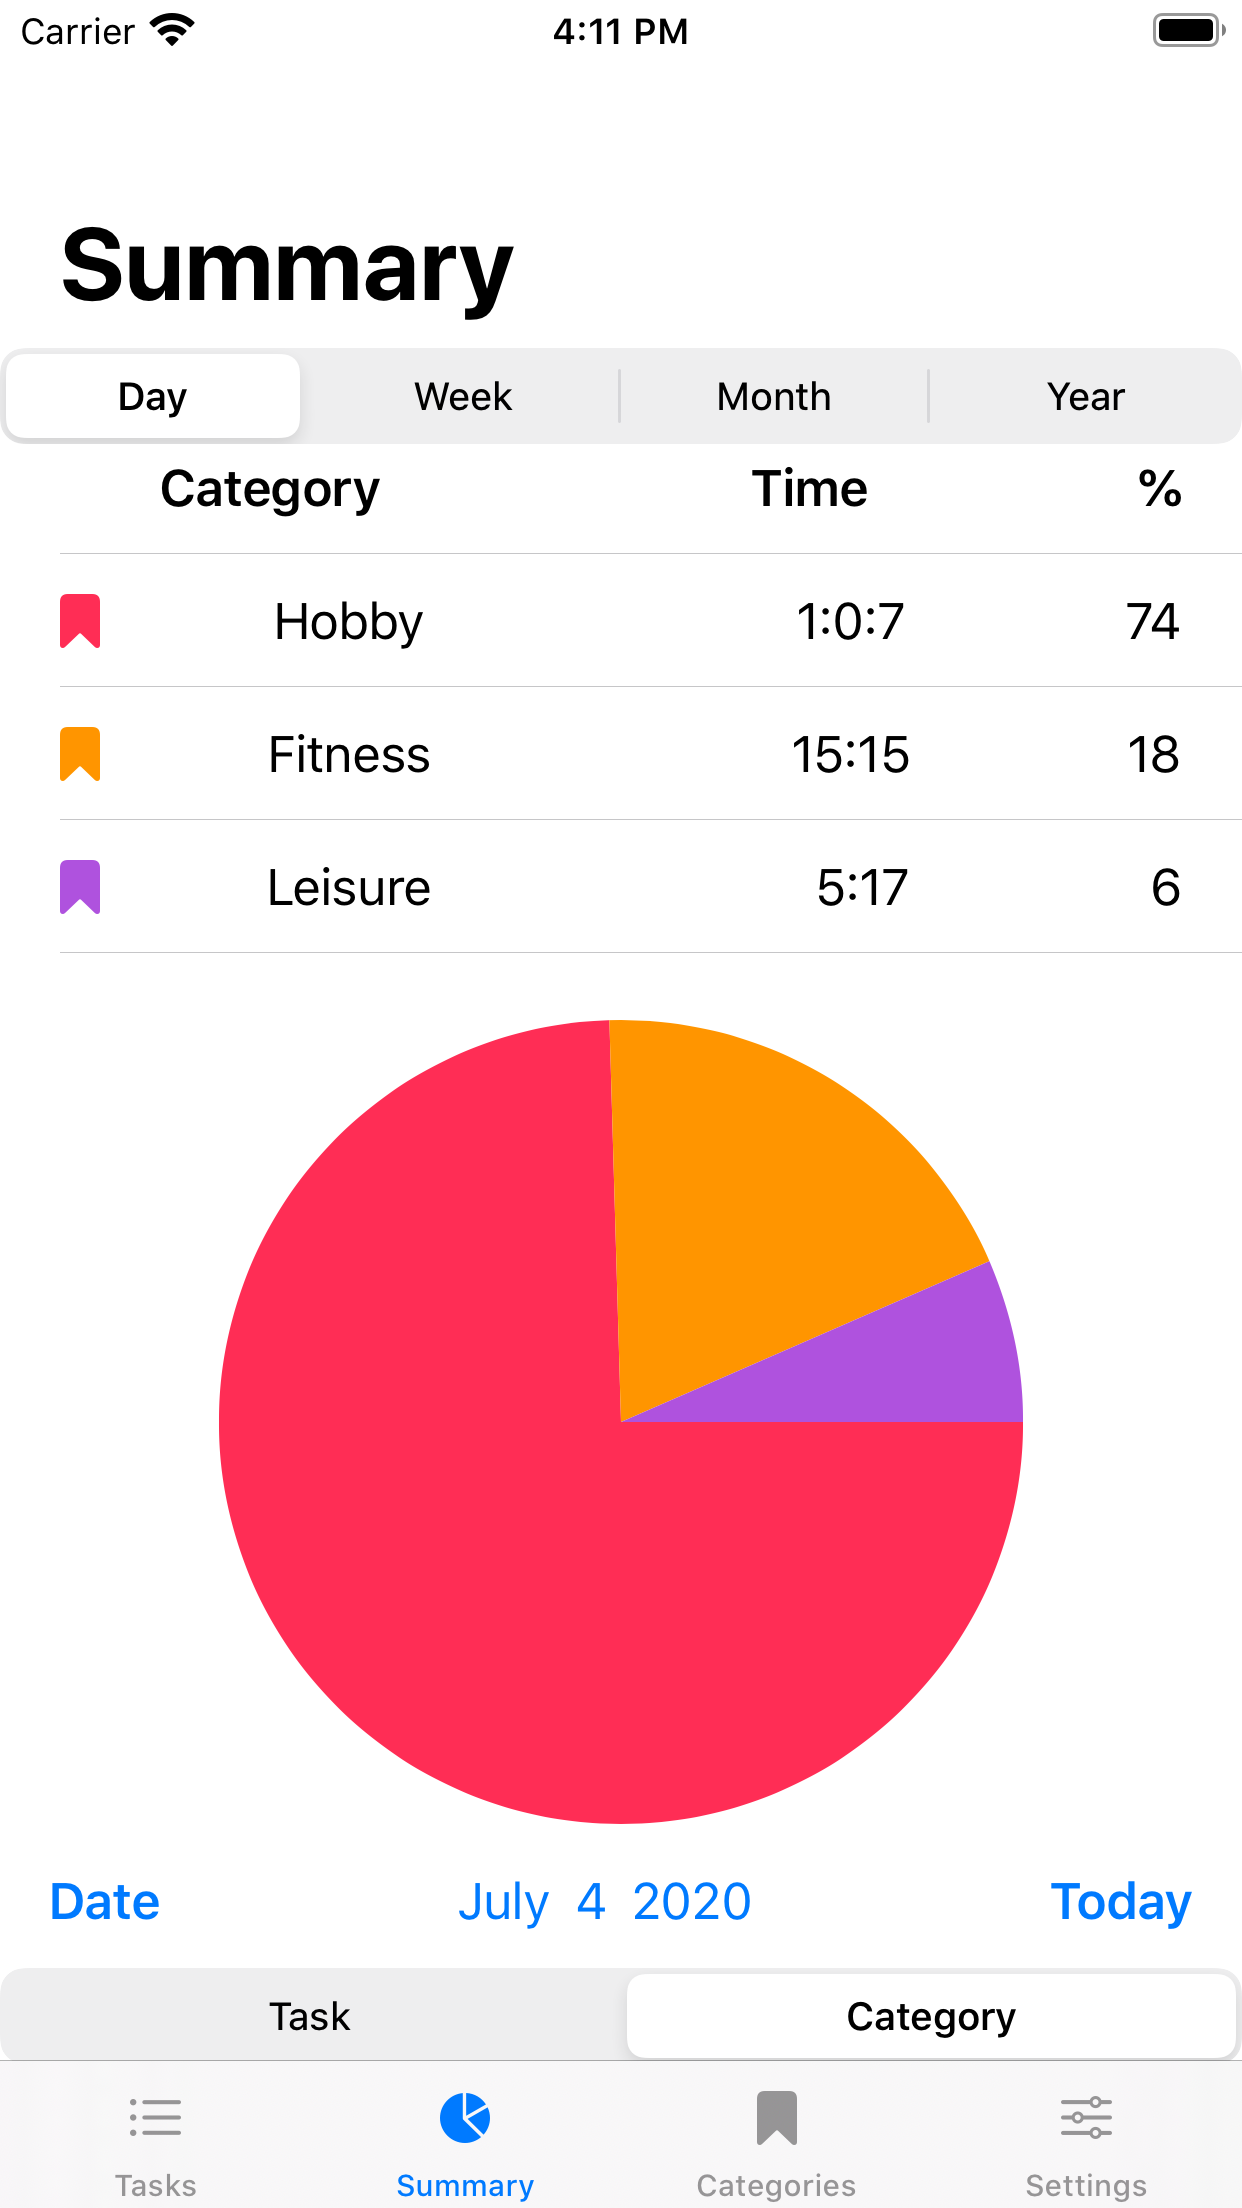 Carrier 4:11 PM
Summary
Day Week Month Year
Category Time %
Hobby 1:0:7 74
Fitness 15:15 18
Leisure 5:17 6
Date July 4 2020 Today
Task Category
Tasks Summary Categories Settings